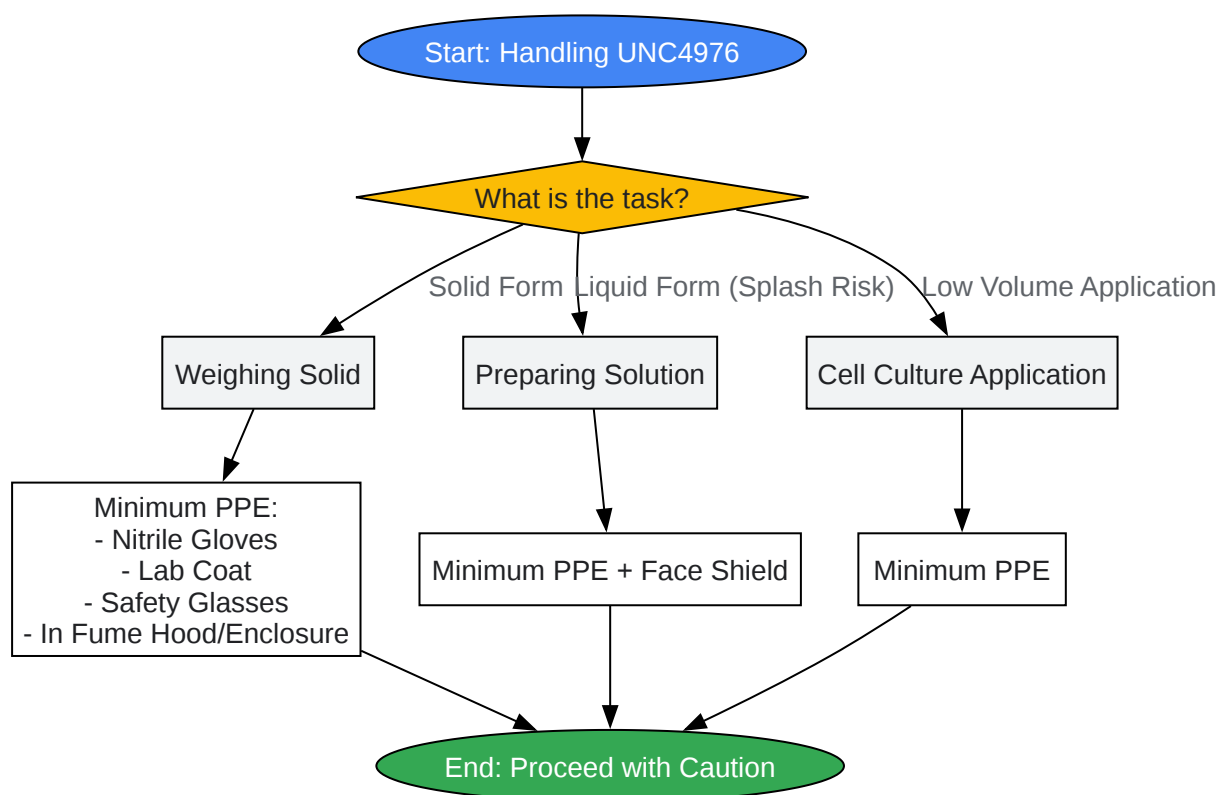 Start: Handling UNC4976
What is the task?
Solid Form
Liquid Form (Splash Risk)
Low Volume Application
Weighing Solid
Preparing Solution
Cell Culture Application
Minimum PPE:
- Nitrile Gloves
- Lab Coat
- Safety Glasses
- In Fume Hood/Enclosure
Minimum PPE + Face Shield
Minimum PPE
End: Proceed with Caution